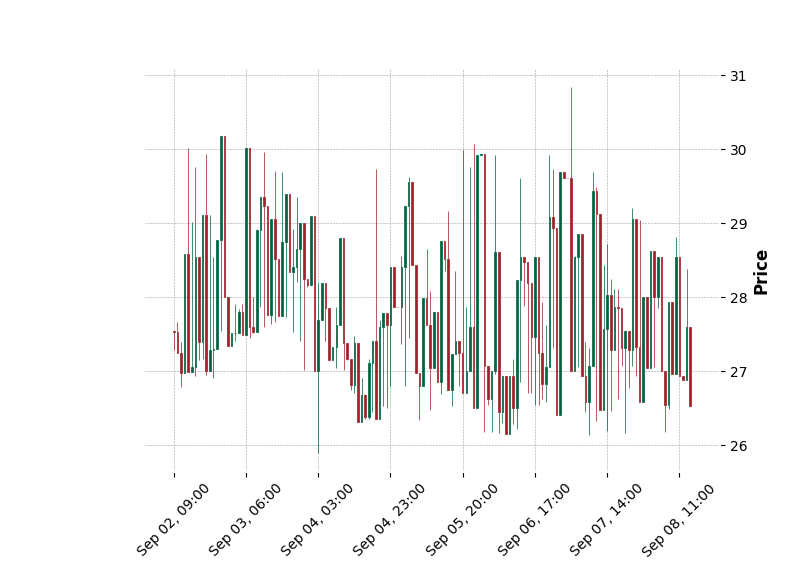 31
30
29
28
27
26
Price
Sep 02, 09:00
Sep 03, 06:00
Sep 04, 03:00
Sep 04, 23:00
Sep 05, 20:00
Sep 06, 17:00
Sep 07, 14:00
Sep 08, 11:00